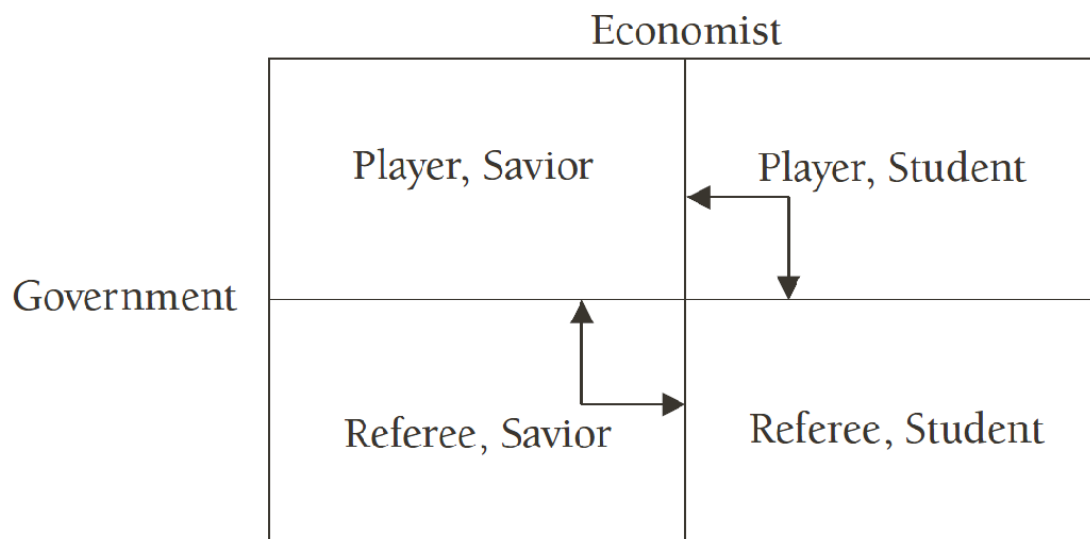 Economist
Player, Savior
Player, Student
Government
Referee, Savior
Referee, Student